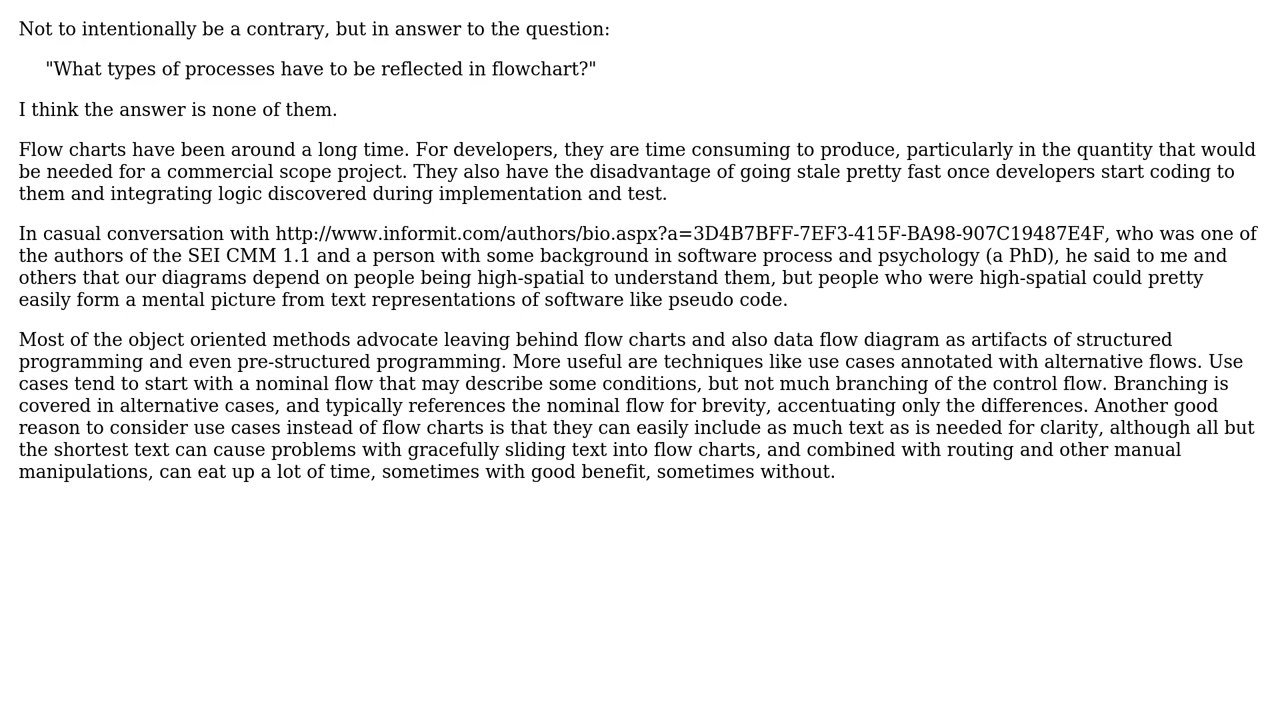 Not to intentionally be a contrary, but in answer to the question:
"What types of processes have to be reflected in flowchart?"
I think the answer is none of them.
Flow charts have been around a long time. For developers, they are time consuming to produce, particularly in the quantity that would
be needed for a commercial scope project. They also have the disadvantage of going stale pretty fast once developers start coding to
them and integrating logic discovered during implementation and test.
In casual conversation with http://www.informit.com/authors/bio.aspx?a=3D4B7BFF-7EF3-415F-BA98-907C19487E4F, who was one of
the authors of the SEI CMM 1.1 and a person with some background in software process and psychology (a PhD), he said to me and
others that our diagrams depend on people being high-spatial to understand them, but people who were high-spatial could pretty
easily form a mental picture from text representations of software like pseudo code.
Most of the object oriented methods advocate leaving behind flow charts and also data flow diagram as artifacts of structured
programming and even pre-structured programming. More useful are techniques like use cases annotated with alternative flows. Use
cases tend to start with a nominal flow that may describe some conditions, but not much branching of the control flow. Branching is
covered in alternative cases, and typically references the nominal flow for brevity, accentuating only the differences. Another good
reason to consider use cases instead of flow charts is that they can easily include as much text as is needed for clarity, although all but
the shortest text can cause problems with gracefully sliding text into flow charts, and combined with routing and other manual
manipulations, can eat up a lot of time, sometimes with good benefit, sometimes without.